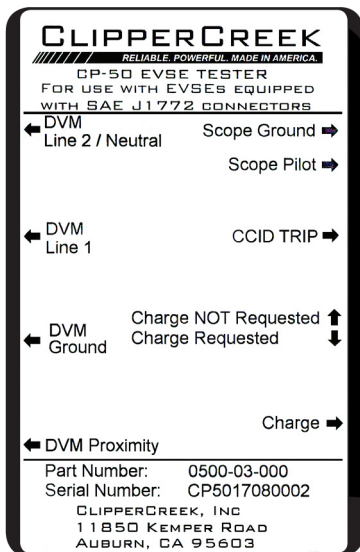 CLIPPERCREEK
RELIABLE. POWERFUL. MADE IN AMERICA.
CP-50 EVSE TESTER
FOR USE WITH EVSES EQUIPPED
WITH SAE J1772 CONNECTORS
DVM
Line 2 / Neutral
Scope Ground
Scope Pilot
DVM
Line 1
CCID TRIP
Charge NOT Requested
Charge Requested
DVM
Ground
Charge
DVM Proximity
Part Number: 0500-03-000
Serial Number: CP5017080002
CLIPPERCREEK, INC
11850 KEMPER ROAD
AUBURN, CA 95603